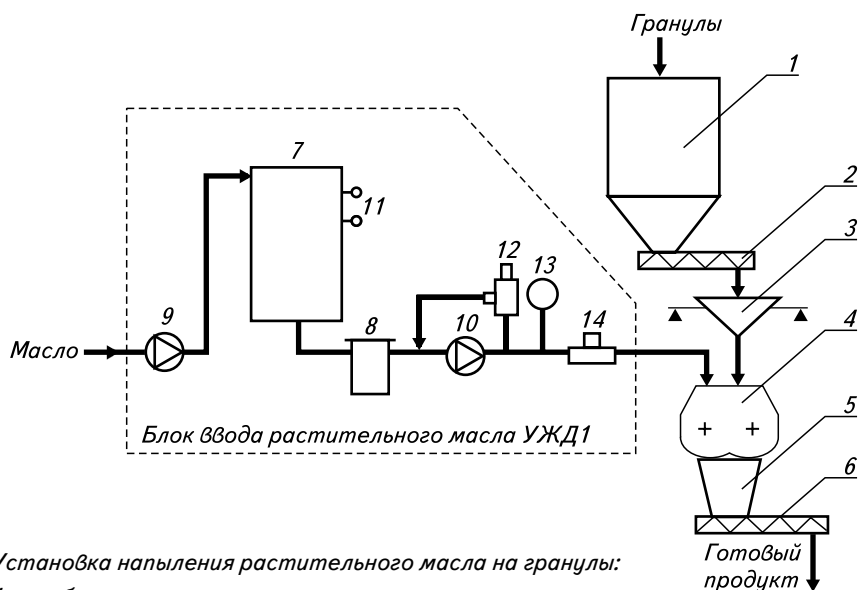 Гранулы
1
2
3
4
5
6
7
11
12
13
14
8
9
10
Масло
Блок ввода растительного масла УЖД1
Готовый
продукт
Установка напыления растительного масла на гранулы: